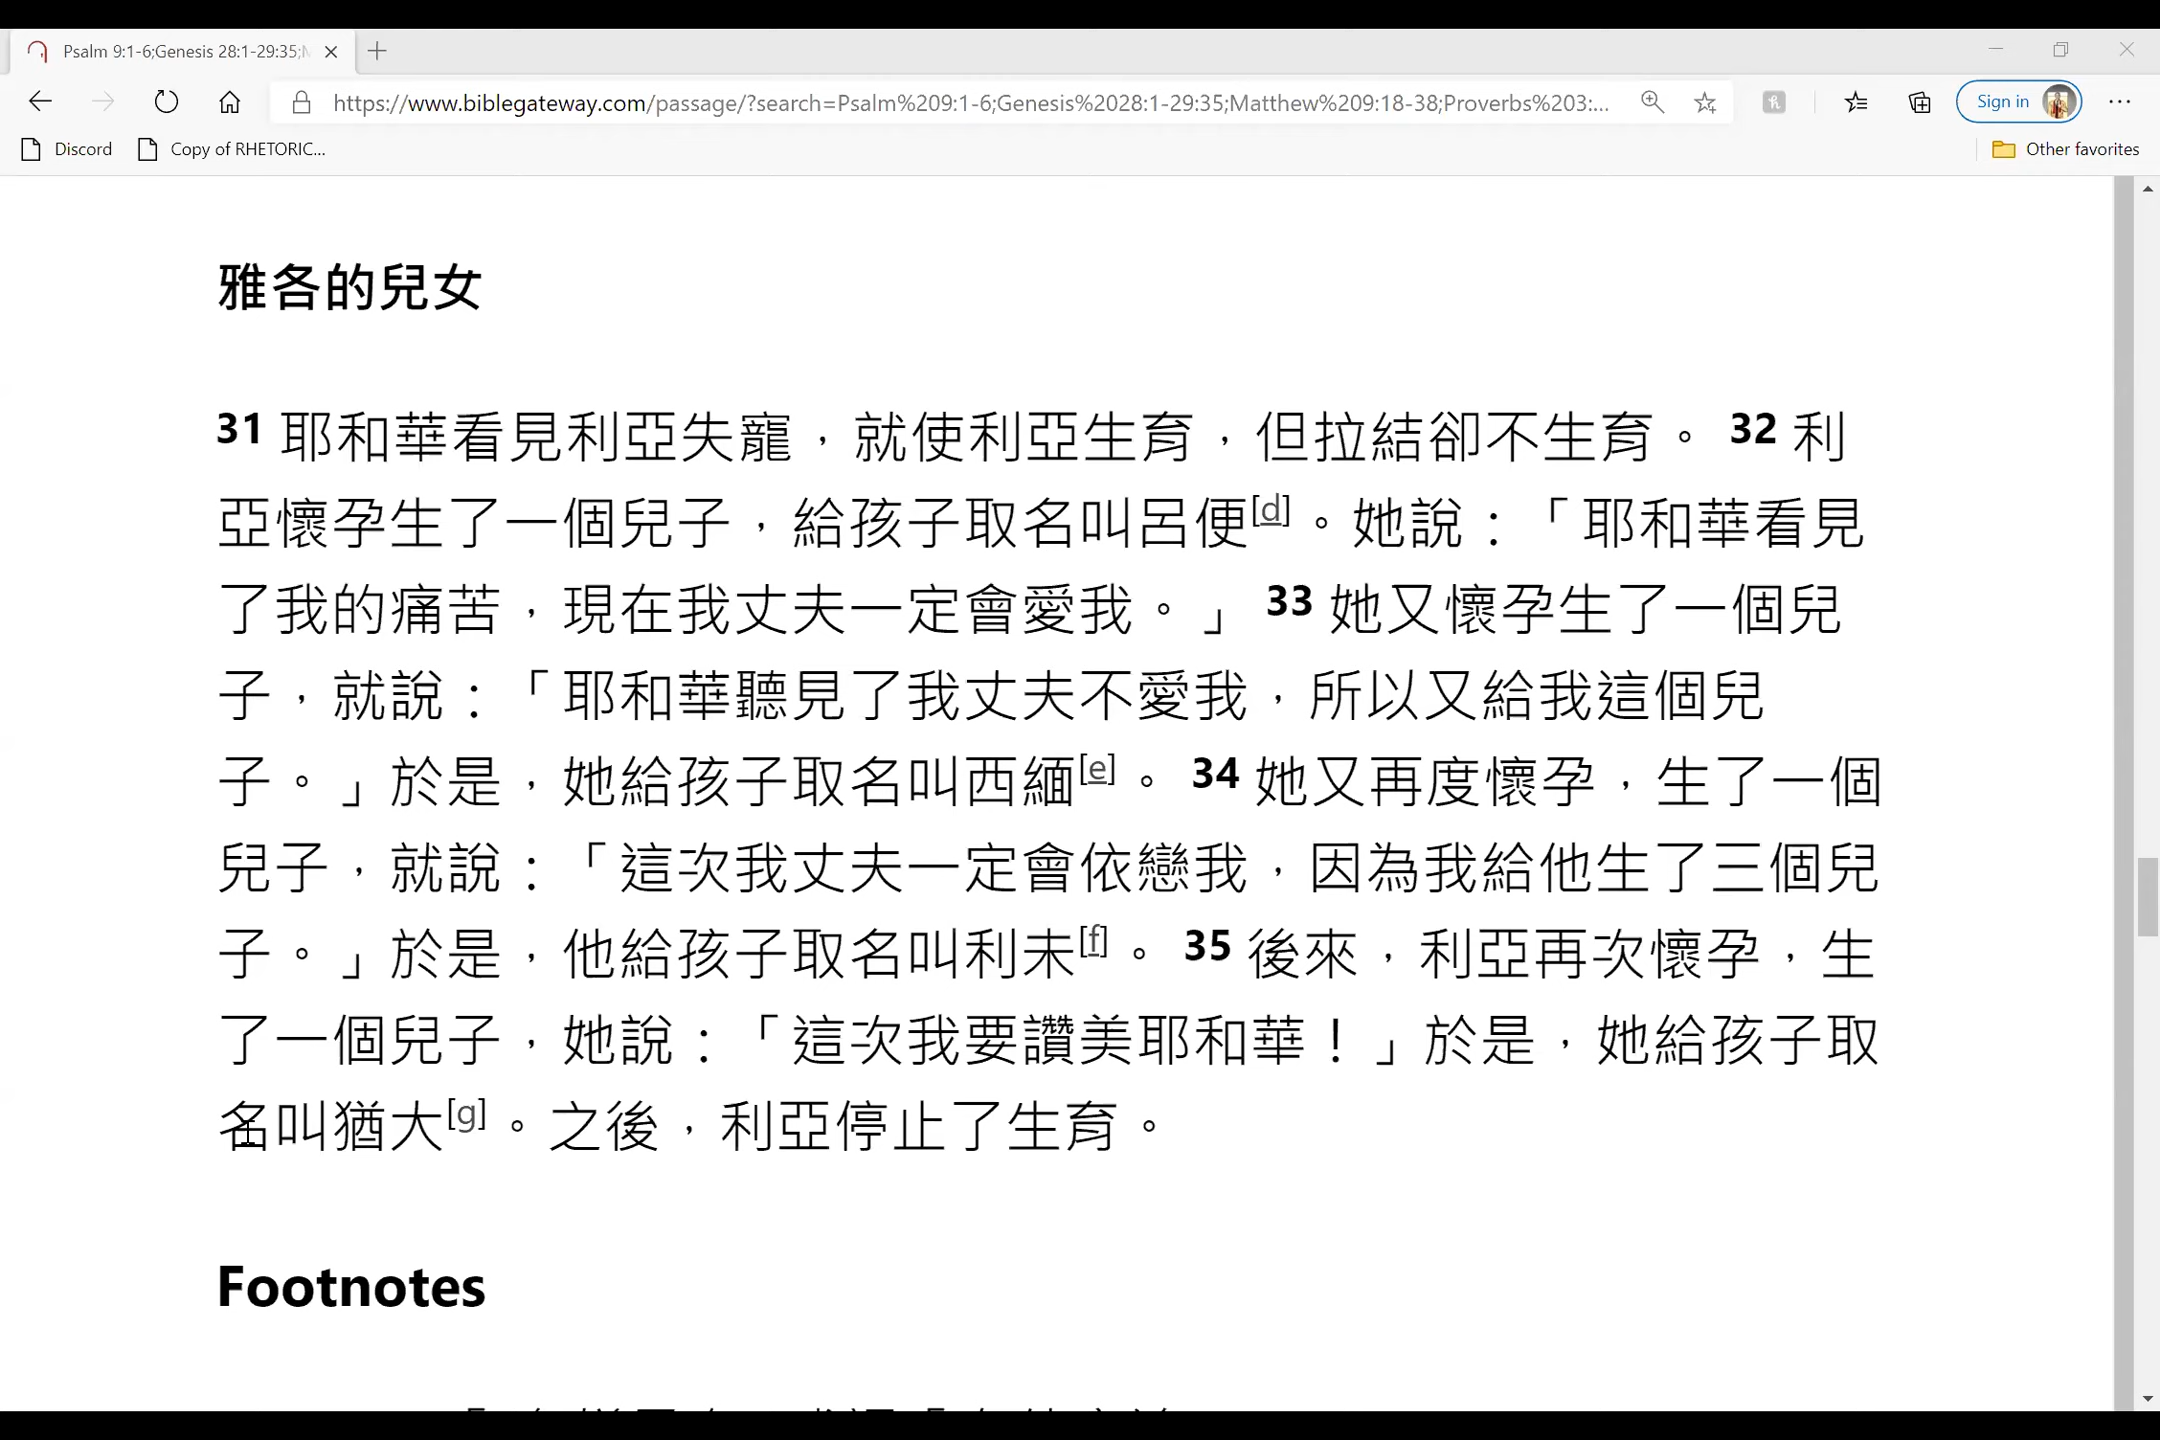 Psalm 9:1-6;Genesis 28:1-29:35;
https://www.biblegateway.com/passage/?search=Psalm%209:1-6;Genesis%2028:1-29:35;Matthew%209:18-38;Proverbs%203:...
Sign in
Discord
Copy of RHETORIC...
Other favorites
雅各的兒女
31 耶和華看見利亞失寵，就使利亞生育，但拉結卻不生育。 32 利
亞懷孕生了一個兒子，給孩子取名叫呂便[d]。她說：「耶和華看見
了我的痛苦，現在我丈夫一定會愛我。」 33 她又懷孕生了一個兒
子，就說：「耶和華聽見了我丈夫不愛我，所以又給我這個兒
子。」於是，她給孩子取名叫西緬[e]。 34 她又再度懷孕，生了一個
兒子，就說：「這次我丈夫一定會依戀我，因為我給他生了三個兒
子。」於是，他給孩子取名叫利未[f]。 35 後來，利亞再次懷孕，生
了一個兒子，她說：「這次我要讚美耶和華！」於是，她給孩子取
名叫猶大[g]。之後，利亞停止了生育。
Footnotes